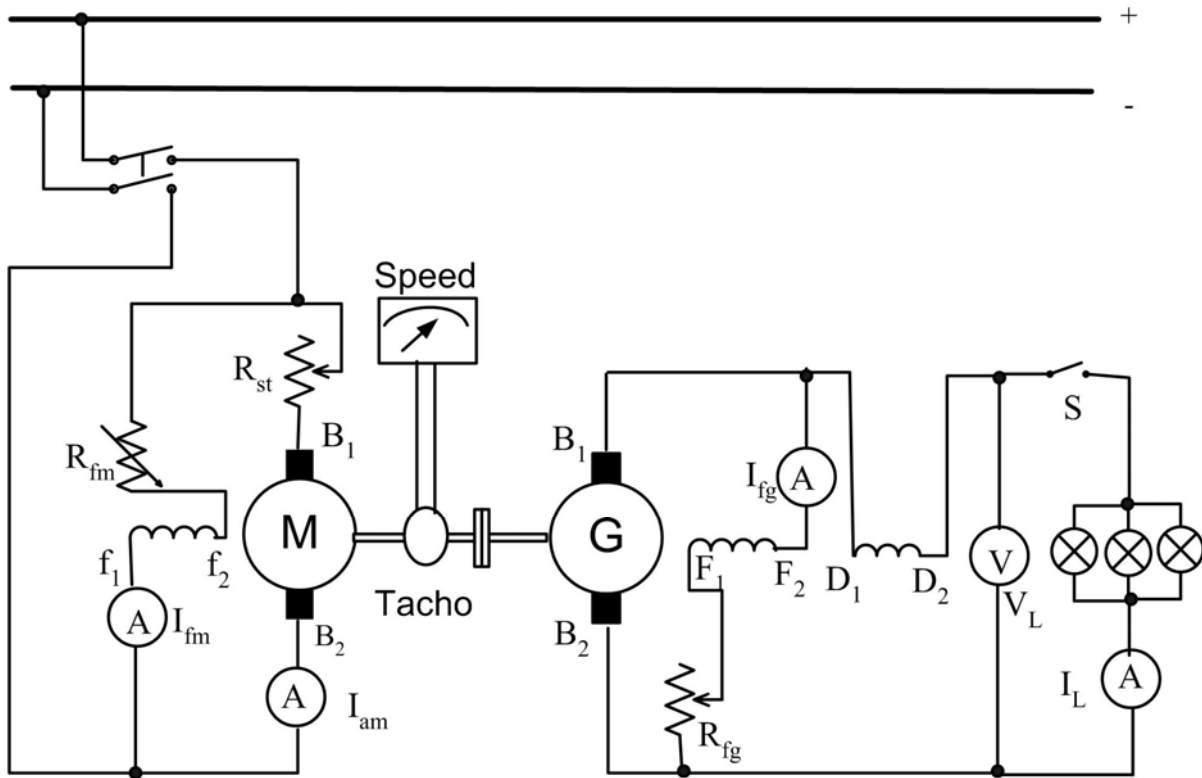 +
-
Speed
R_st
B_1
B_1
R_fm
I_fg
A
S
M
G
V
f_1
f_2
F_1
F_2
D_1
D_2
Tacho
V_L
A
I_fm
B_2
B_2
A
I_am
R_fg
I_L
A